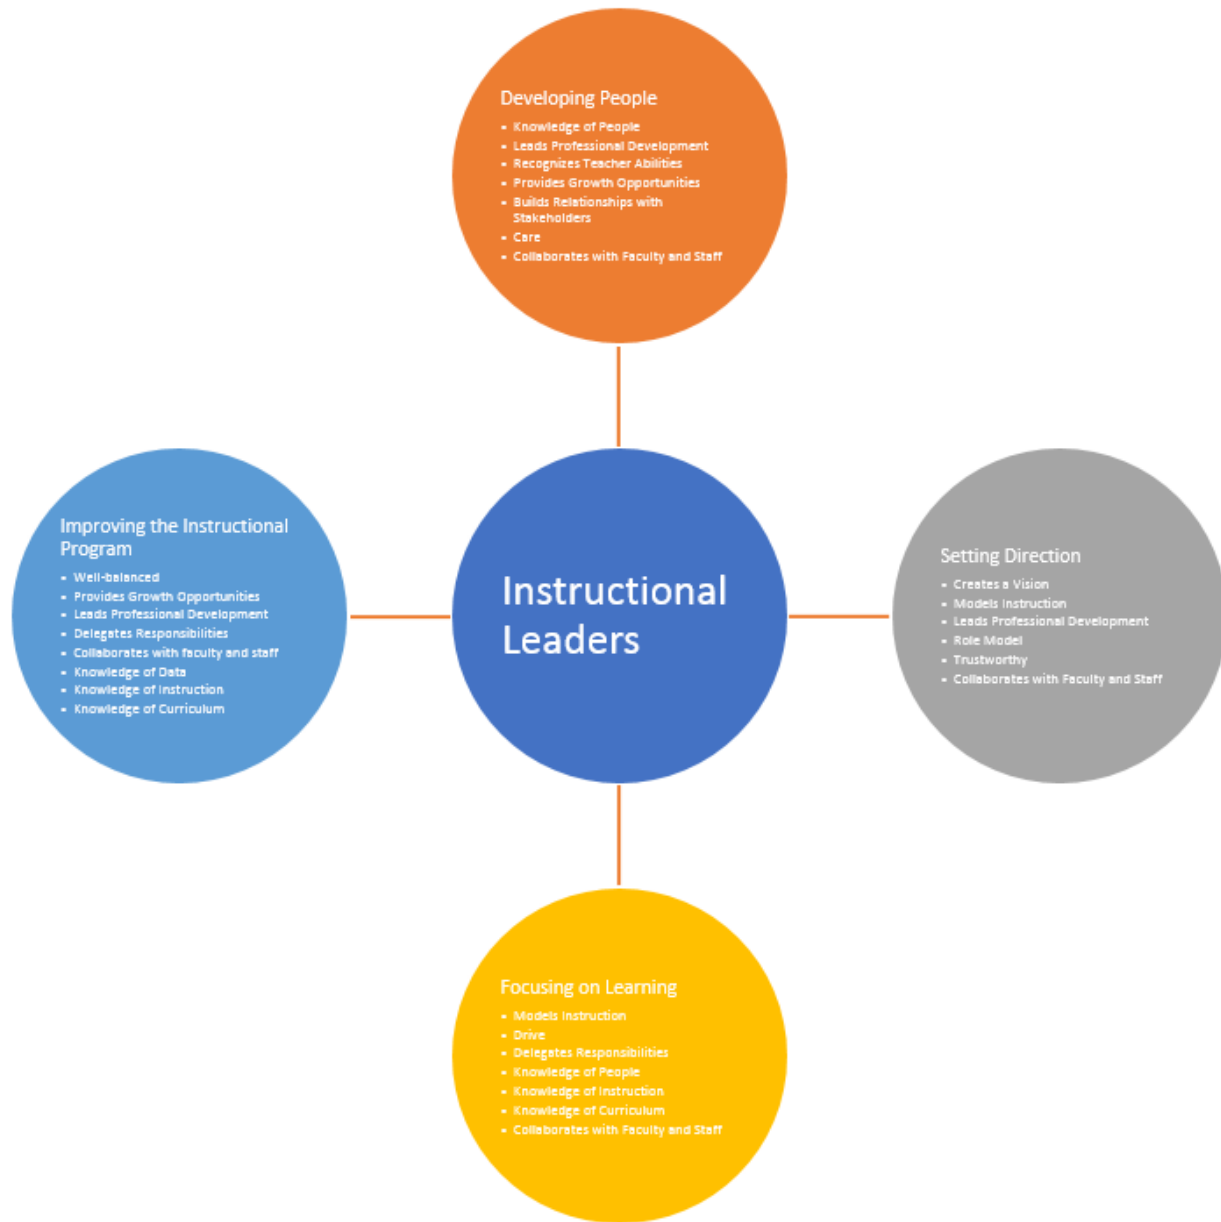 Developing People
• Knowledge of People
• Leads Professional Development
• Recognizes Teacher Abilities
• Provides Growth Opportunities
• Builds Relationships with
Stakeholders
• Care
• Collaborates with Faculty and Staff
Improving the Instructional
Program
• Well-balanced
• Provides Growth Opportunities
• Leads Professional Development
• Delegates Responsibilities
• Collaborates with faculty and staff
• Knowledge of Data
• Knowledge of Instruction
• Knowledge of Curriculum
Instructional
Leaders
Setting Direction
• Creates a Vision
• Models Instruction
• Leads Professional Development
• Role Model
• Trustworthy
• Collaborates with Faculty and Staff
Focusing on Learning
• Models Instruction
• Drive
• Delegates Responsibilities
• Knowledge of People
• Knowledge of Instruction
• Knowledge of Curriculum
• Collaborates with Faculty and Staff